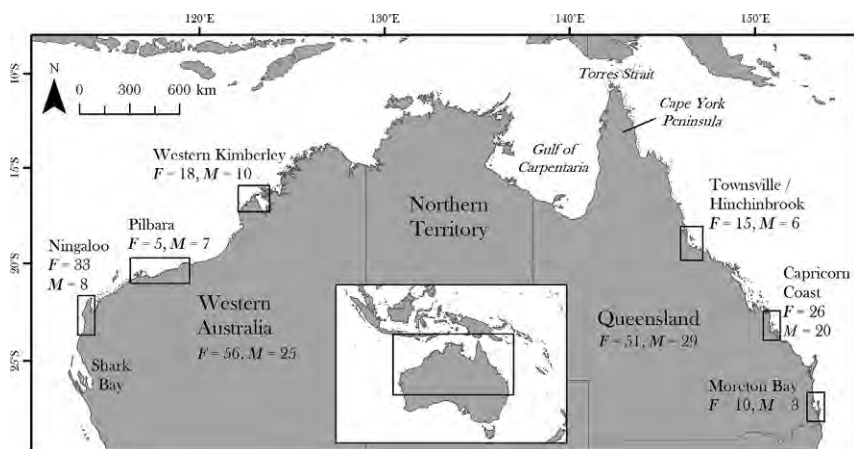 120°E 130°E 140°E 150°E
10°S
15°S
20°S
25°S
N
0 300 600 km
Torres Strait
Cape York
Peninsula
Gulf of
Carpentaria
Western Kimberley
F = 18, M = 10
Pilbara
F = 5, M = 7
Ningaloo
F = 33
M = 8
Northern
Territory
Townsville /
Hinchinbrook
F = 15, M = 6
Capricorn
Coast
F = 26
M = 20
Western
Australia
F = 56, M = 25
Queensland
F = 51, M = 29
Shark
Bay
Moreton Bay
F = 10, M = 3